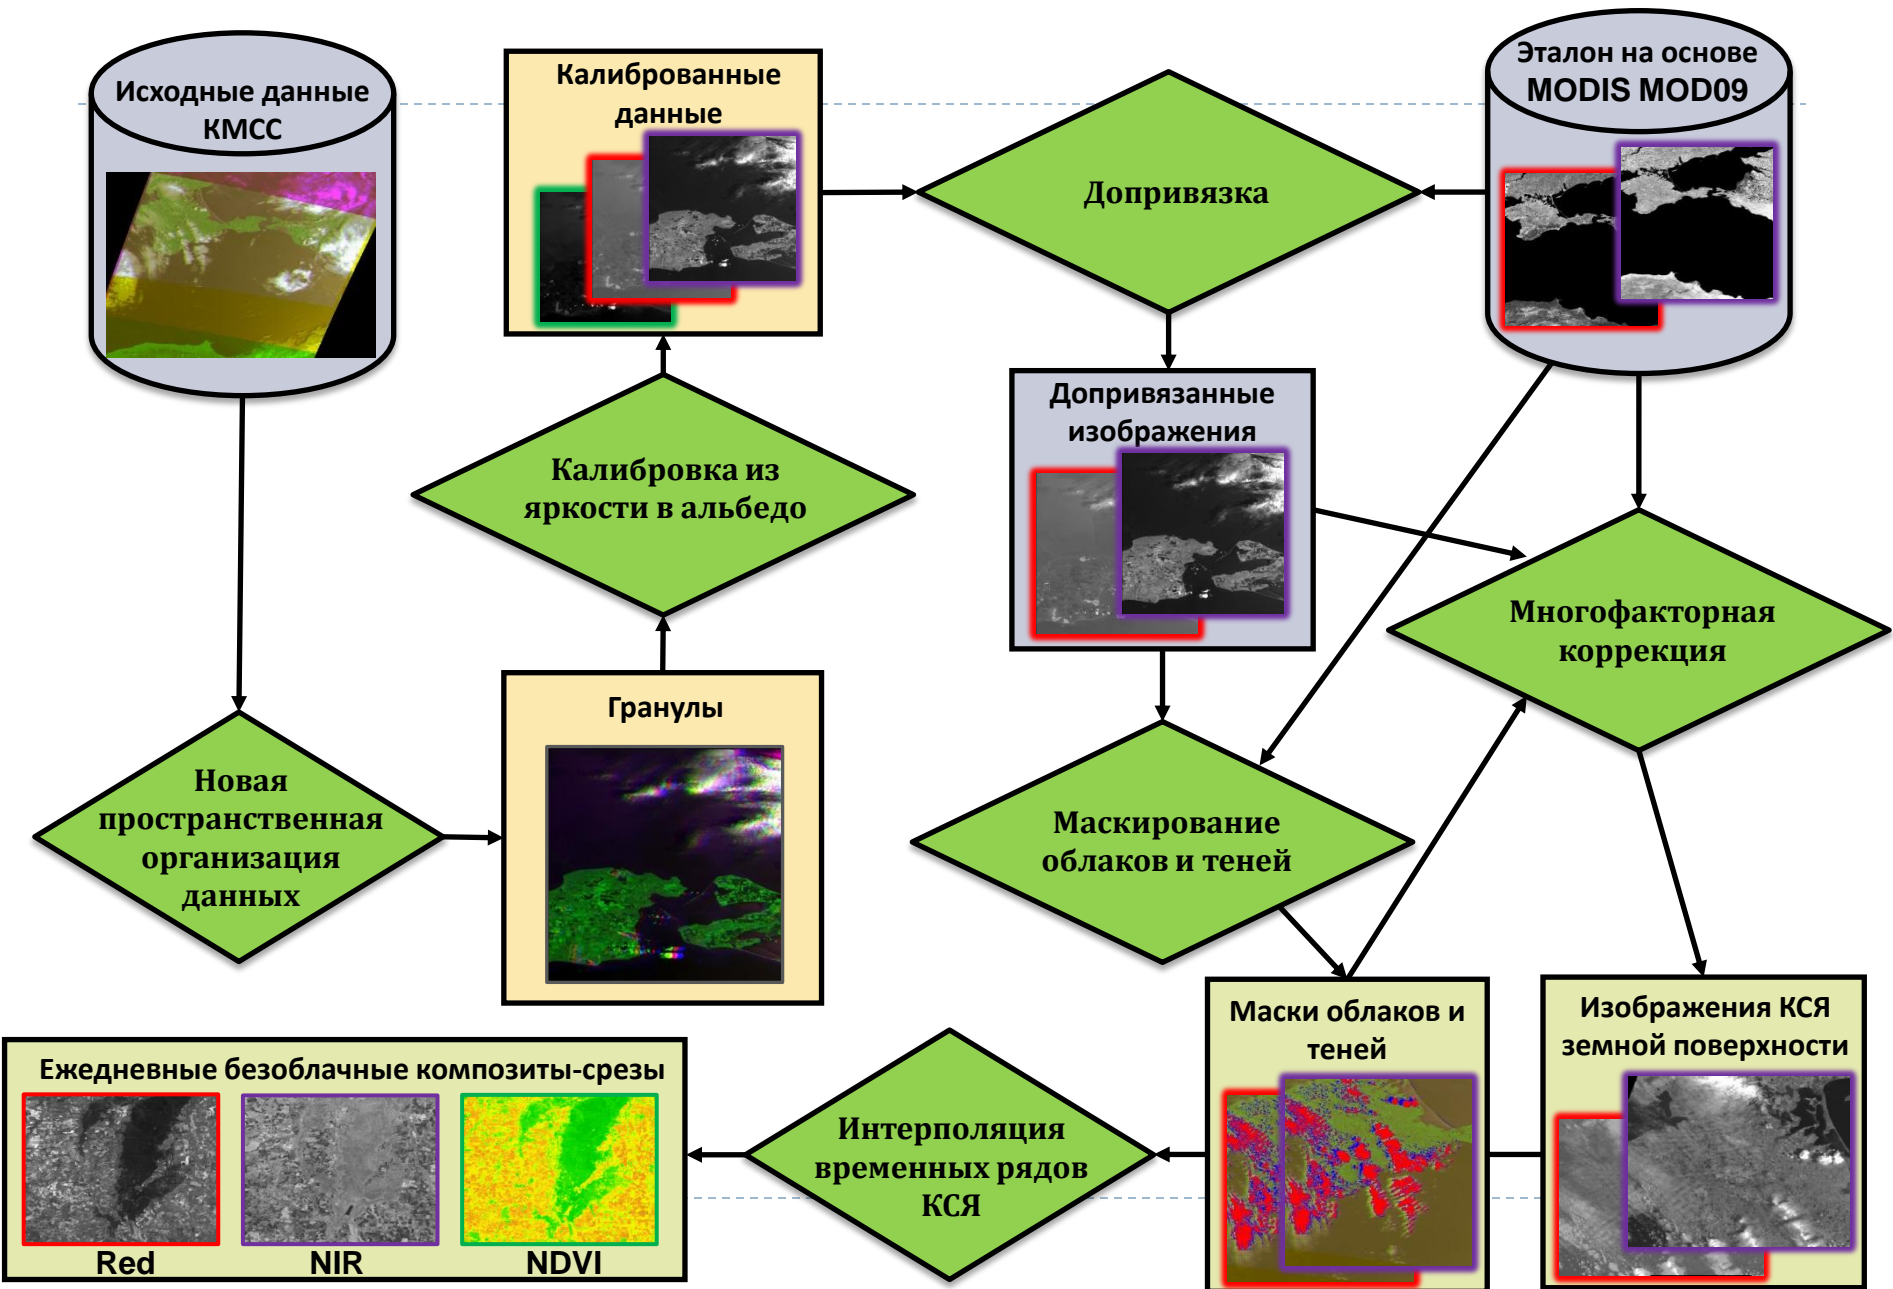 Исходные данные
КМСС
Калиброванные
данные
Допривязка
Эталон на основе
MODIS MOD09
Допривязанные
изображения
Калибровка из
яркости в альбедо
Многофакторная
коррекция
Гранулы
Новая
пространственная
организация
данных
Маскирование
облаков и теней
Маски облаков и
теней
Изображения КСЯ
земной поверхности
Ежедневные безоблачные композиты-срезы
Red
NIR
NDVI
Интерполяция
временных рядов
КСЯ